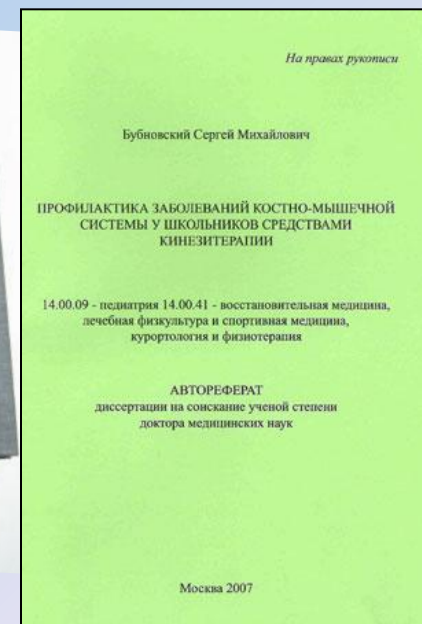 На правах рукописи
Бубновский Сергей Михайлович
ПРОФИЛАКТИКА ЗАБОЛЕВАНИЙ КОСТНО-МЫШЕЧНОЙ
СИСТЕМЫ У ШКОЛЬНИКОВ СРЕДСТВАМИ
КИНЕЗИТЕРАПИИ
14.00.09 - педиатрия 14.00.41 - восстановительная медицина,
лечебная физкультура и спортивная медицина,
курортология и физиотерапия
АВТОРЕФЕРАТ
диссертации на соискание ученой степени
доктора медицинских наук
Москва 2007